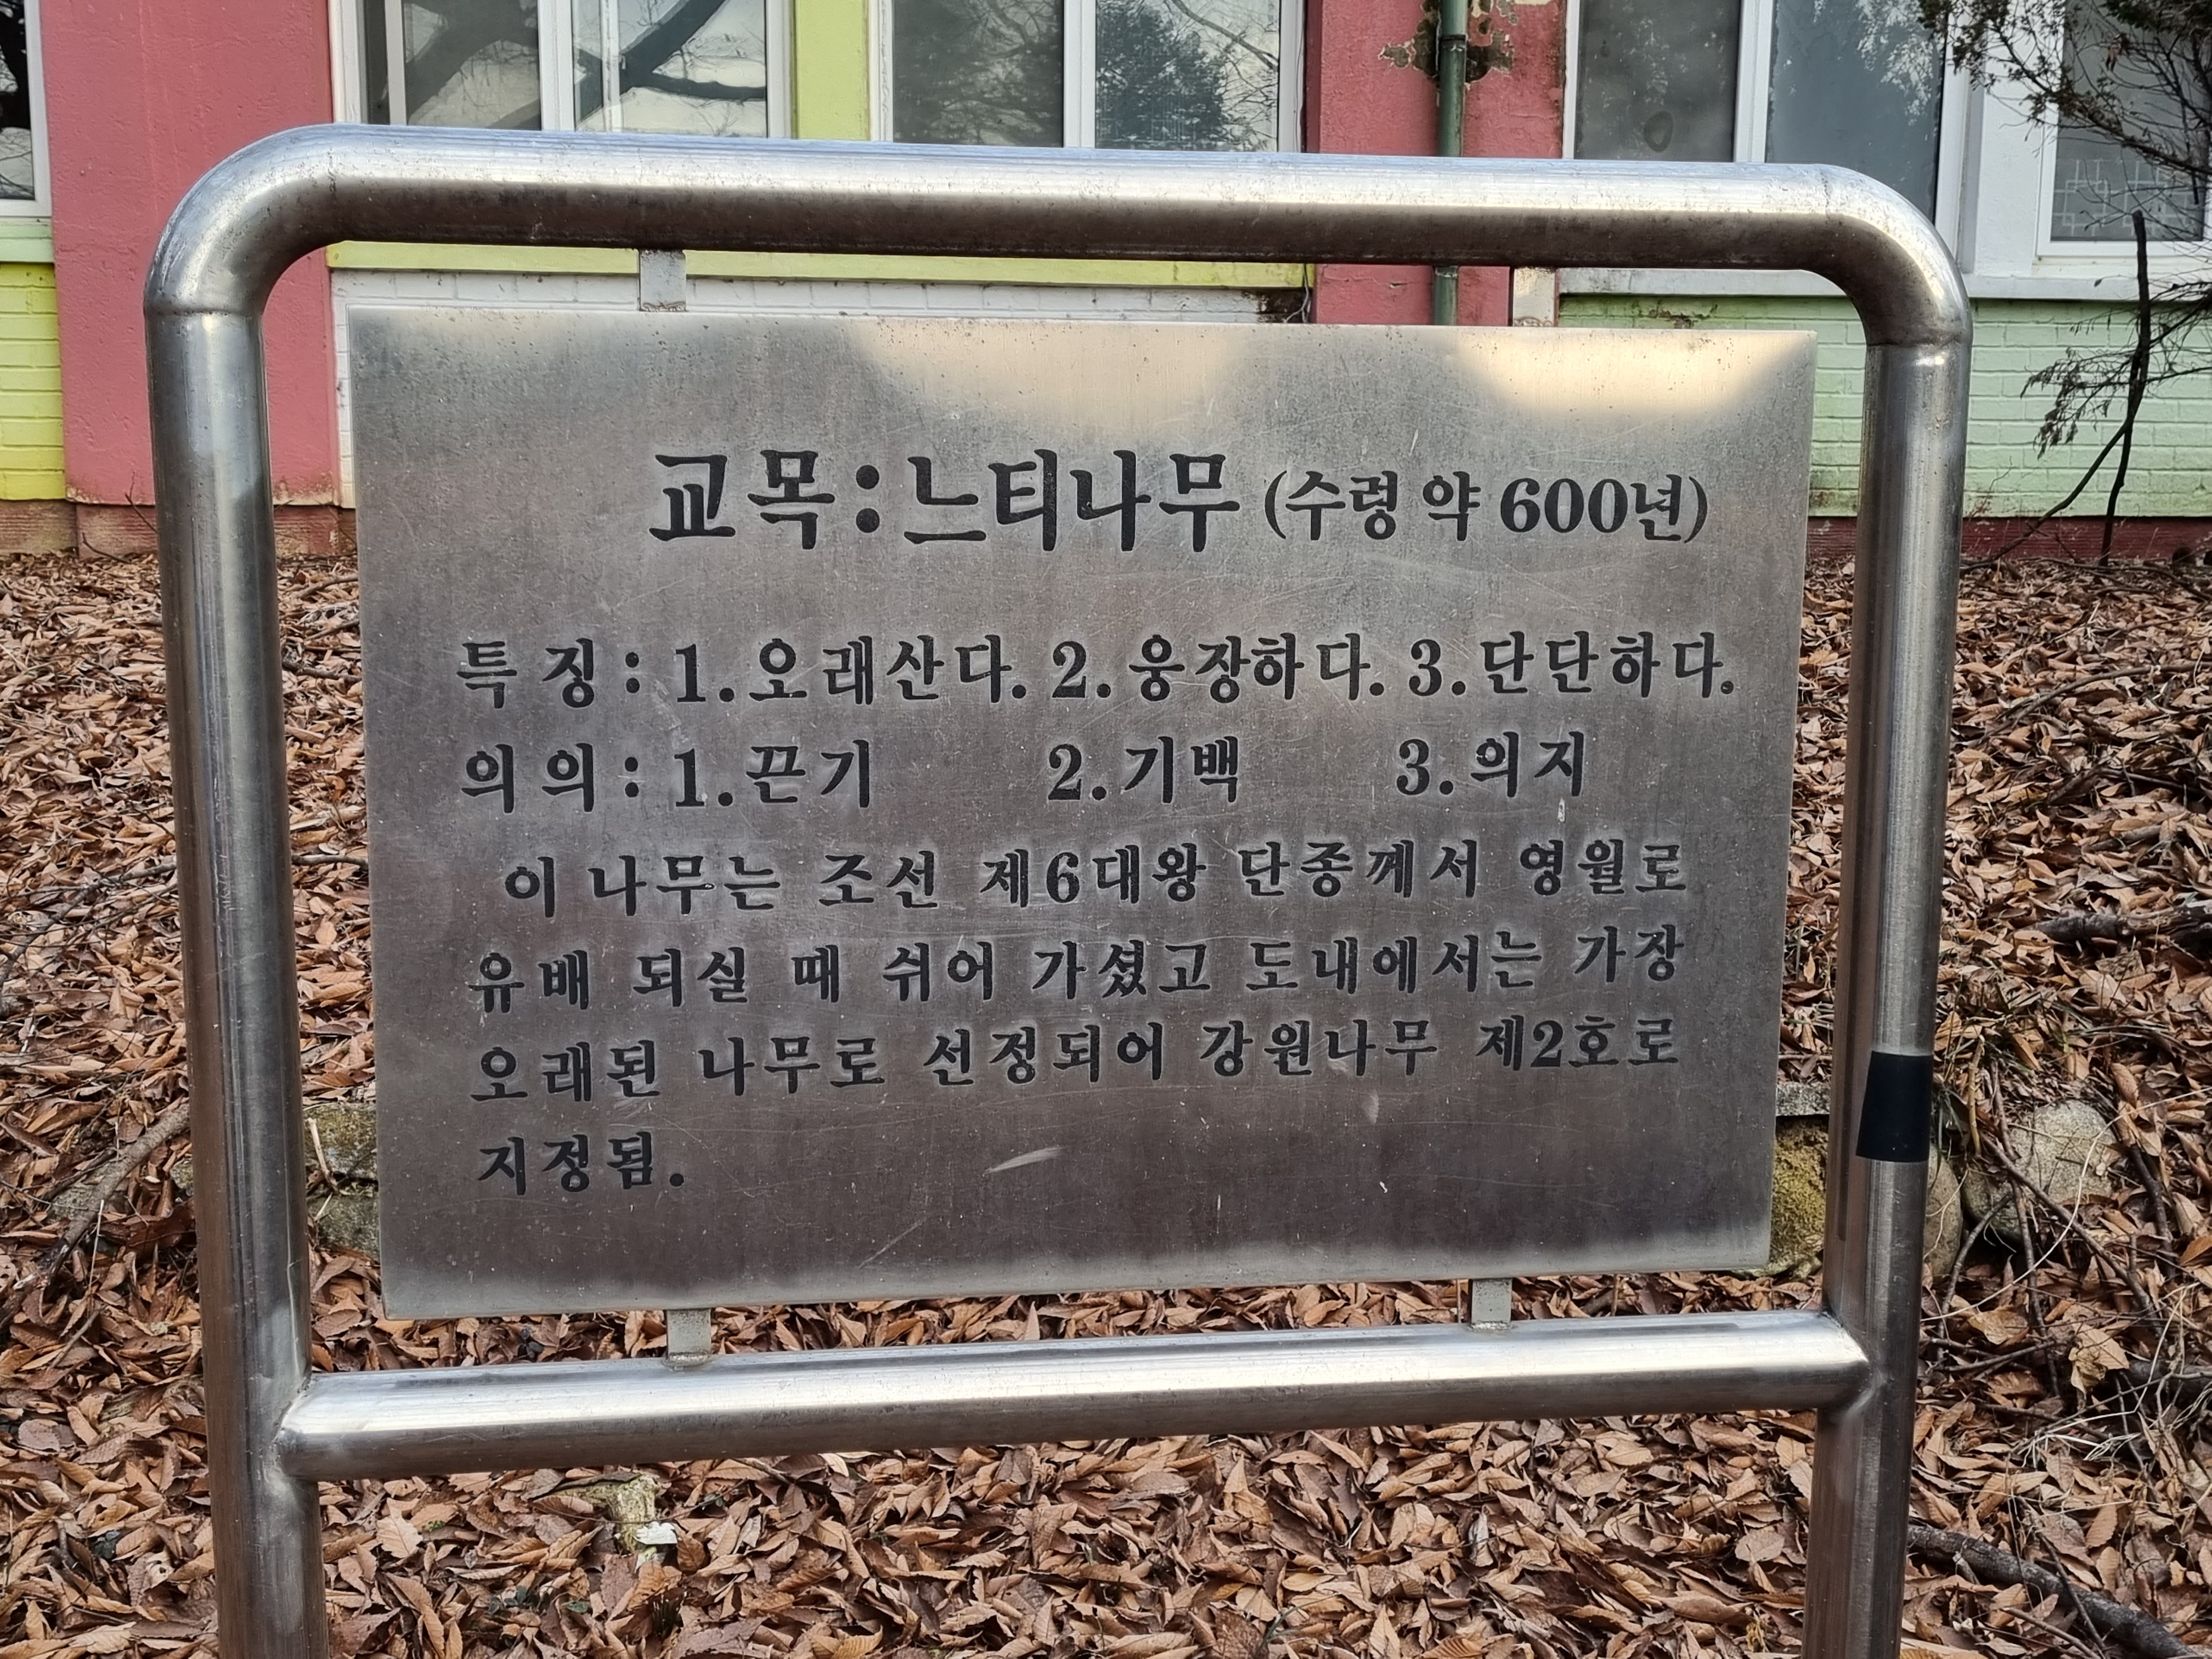 교목:느티나무 (수령 약 600년)
특 징: 1.오래산다. 2.웅장하다. 3.단단하다.
의 의: 1.끈기 2.기백 3.의지
이 나무는 조선 제6대왕 단종께서 영월로
유배 되실 때 쉬어 가셨고 도내에서는 가장
오래된 나무로 선정되어 강원나무 제2호로
지정됨.